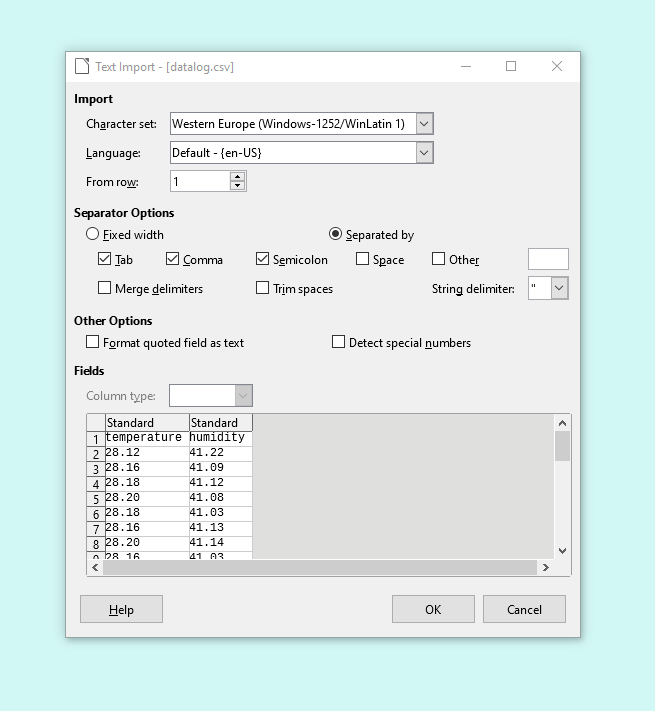 Text Import - [datalog.csv]
Import
Character set: Western Europe (Windows-1252/WinLatin 1)
Language: Default - {en-US}
From row: 1
Separator Options
Fixed width Separated by
Tab Comma Semicolon Space Other
Merge delimiters Trim spaces String delimiter: "
Other Options
Format quoted field as text Detect special numbers
Fields
Column type:
Standard Standard
1 temperature humidity
2 28.12 41.22
3 28.16 41.09
4 28.18 41.12
5 28.20 41.08
6 28.18 41.03
7 28.16 41.13
8 28.20 41.14
9 28.16 41.03
Help OK Cancel